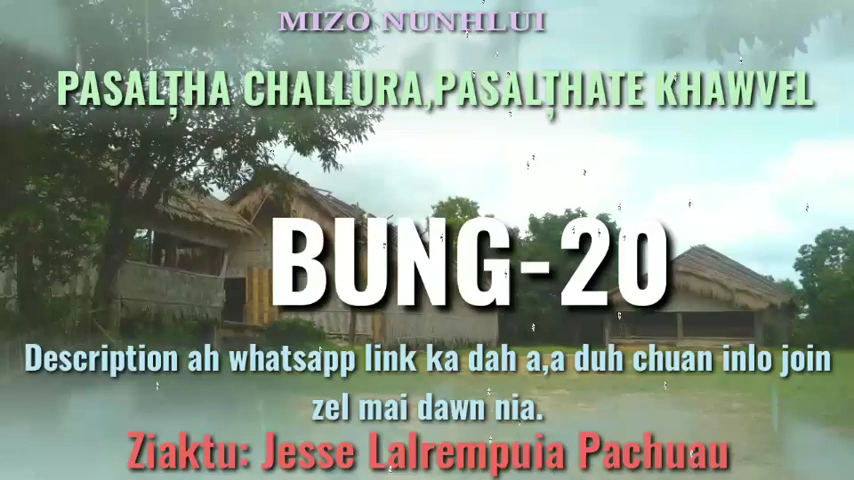 MIZO NUNHLUI
PASALṬHA CHALLURA,PASALṬHATE KHAWVEL
BUNG-20
Description ah whatsapp link ka dah a,a duh chuan inlo join
zel mai dawn nia.
Ziaktu: Jesse Lalrempuia Pachuau